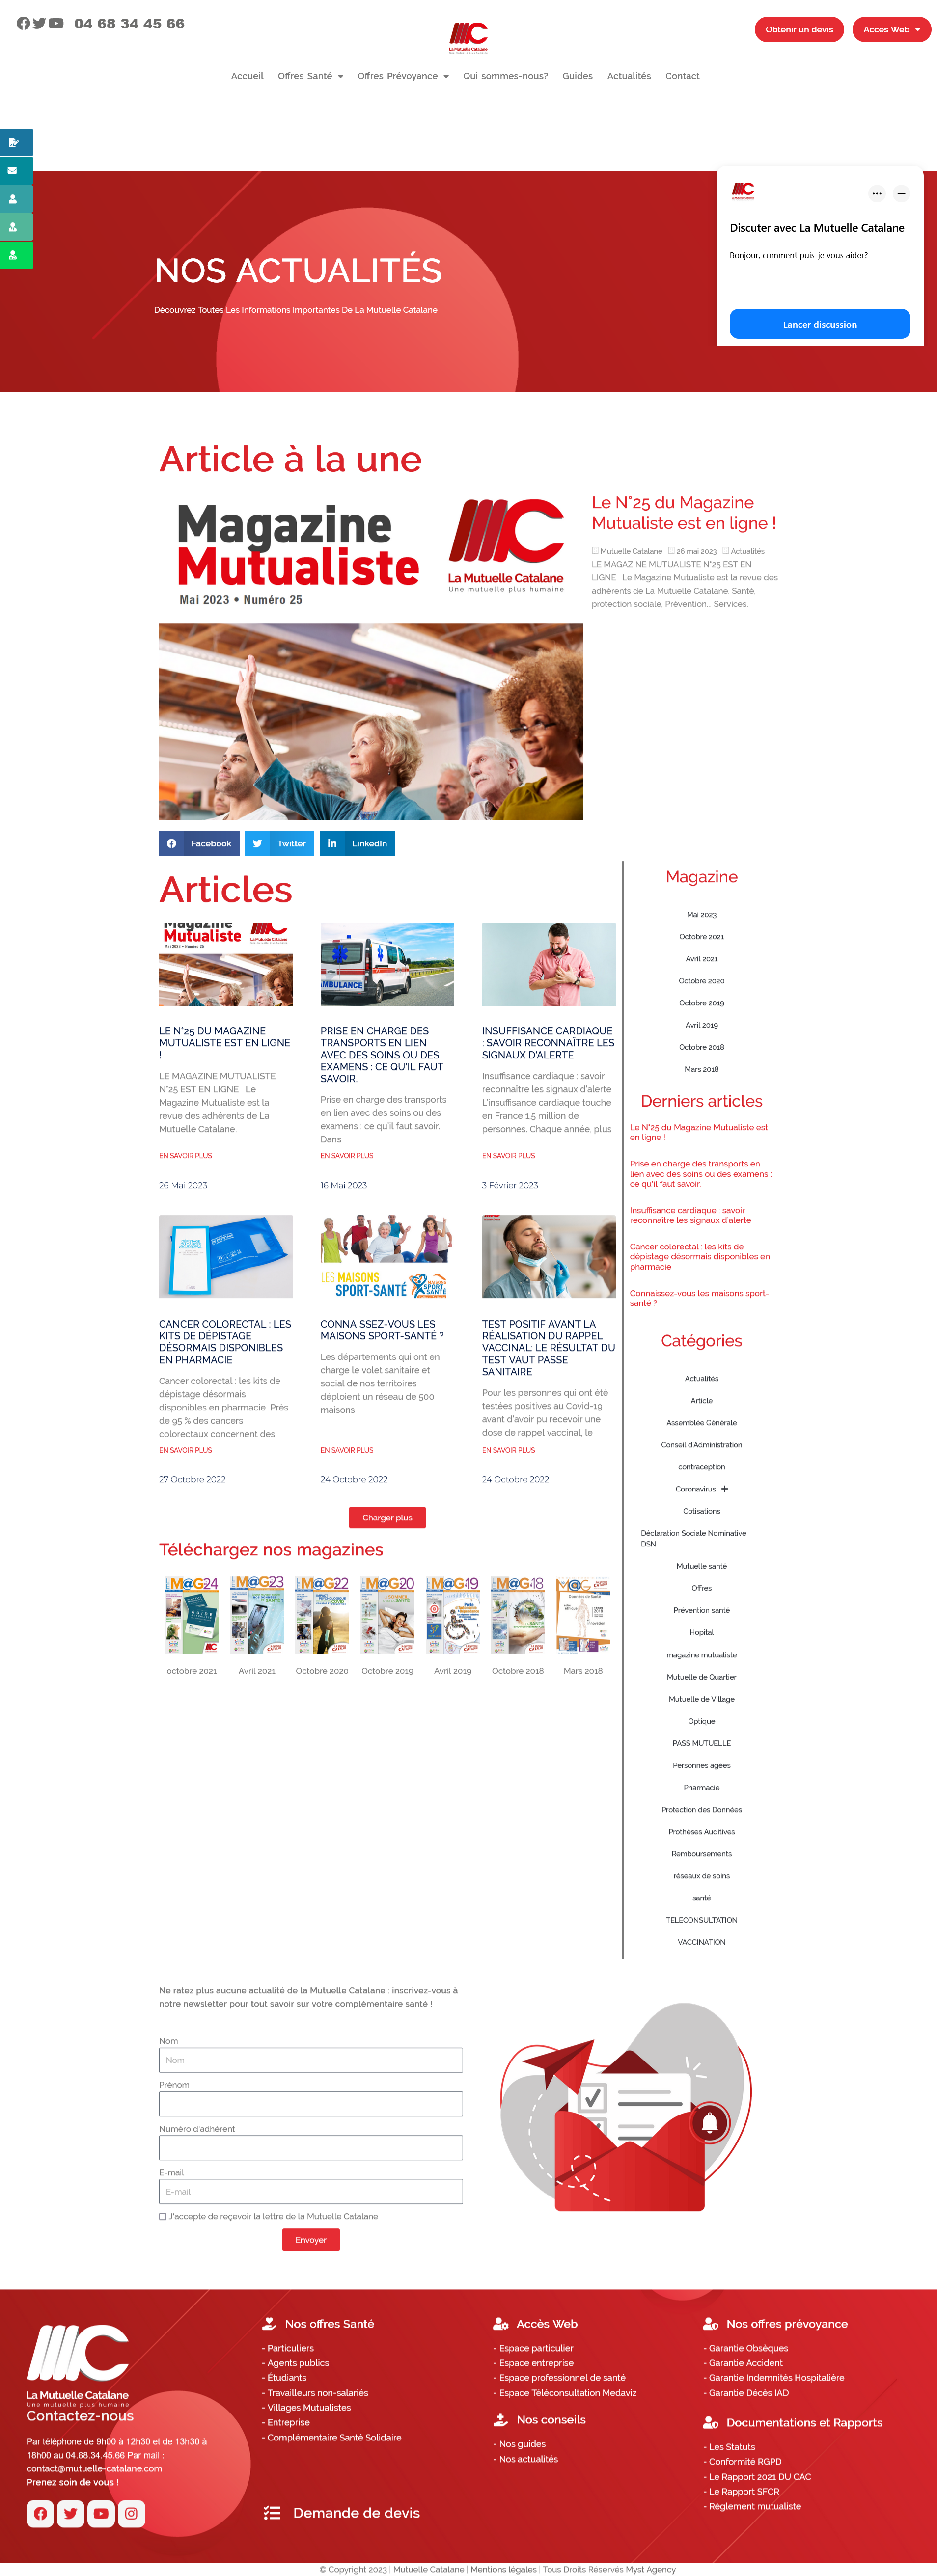 04 68 34 45 66
La Mutuelle Catalane
Obtenir un devis
Accès Web
Accueil
Offres Santé
Offres Prévoyance
Qui sommes-nous?
Guides
Actualités
Contact
NOS ACTUALITÉS
Découvrez Toutes Les Informations Importantes De La Mutuelle Catalane
Discuter avec La Mutuelle Catalane
Bonjour, comment puis-je vous aider?
Lancer discussion
Article à la une
Magazine
Mutualiste
Mai 2023 • Numéro 25
La Mutuelle Catalane
Une mutuelle plus humaine
Le N°25 du Magazine
Mutualiste est en ligne !
Mutuelle Catalane 26 mai 2023 Actualités
LE MAGAZINE MUTUALISTE N°25 EST EN
LIGNE Le Magazine Mutualiste est la revue des
adhérents de La Mutuelle Catalane. Santé,
protection sociale, Prévention... Services.
Facebook
Twitter
LinkedIn
Articles
Magazine
Mutualiste
Mai 2023 • Numéro 25
La Mutuelle Catalane
LE N°25 DU MAGAZINE
MUTUALISTE EST EN LIGNE
!
LE MAGAZINE MUTUALISTE
N°25 EST EN LIGNE Le
Magazine Mutualiste est la
revue des adhérents de La
Mutuelle Catalane.
EN SAVOIR PLUS
26 Mai 2023
AMBULANCE
PRISE EN CHARGE DES
TRANSPORTS EN LIEN
AVEC DES SOINS OU DES
EXAMENS : CE QU'IL FAUT
SAVOIR.
Prise en charge des transports
en lien avec des soins ou des
examens : ce qu'il faut savoir.
Dans
EN SAVOIR PLUS
16 Mai 2023
INSUFFISANCE CARDIAQUE
: SAVOIR RECONNAÎTRE LES
SIGNAUX D'ALERTE
Insuffisance cardiaque : savoir
reconnaître les signaux d'alerte
L'insuffisance cardiaque touche
en France 1,5 million de
personnes. Chaque année, plus
EN SAVOIR PLUS
3 Février 2023
CANCER COLORECTAL : LES
KITS DE DÉPISTAGE
DÉSORMAIS DISPONIBLES
EN PHARMACIE
Cancer colorectal : les kits de
dépistage désormais
disponibles en pharmacie Près
de 95 % des cancers
colorectaux concernent des
EN SAVOIR PLUS
27 Octobre 2022
LES MAISONS
SPORT-SANTÉ
MAISONS
SPORT
SANTÉ
CONNAISSEZ-VOUS LES
MAISONS SPORT-SANTÉ ?
Les départements qui ont en
charge le volet sanitaire et
social de nos territoires
déploient un réseau de 500
maisons
EN SAVOIR PLUS
24 Octobre 2022
TEST POSITIF AVANT LA
RÉALISATION DU RAPPEL
VACCINAL: LE RÉSULTAT DU
TEST VAUT PASSE
SANITAIRE
Pour les personnes qui ont été
testées positives au Covid-19
avant d'avoir pu recevoir une
dose de rappel vaccinal, le
EN SAVOIR PLUS
24 Octobre 2022
Charger plus
Téléchargez nos magazines
M@G24
octobre 2021
M@G23
Avril 2021
M@G22
Octobre 2020
M@G20
Octobre 2019
M@G19
Avril 2019
M@G18
Octobre 2018
M@G
Mars 2018
Magazine
Mai 2023
Octobre 2021
Avril 2021
Octobre 2020
Octobre 2019
Avril 2019
Octobre 2018
Mars 2018
Derniers articles
Le N°25 du Magazine Mutualiste est
en ligne !
Prise en charge des transports en
lien avec des soins ou des examens :
ce qu'il faut savoir.
Insuffisance cardiaque : savoir
reconnaître les signaux d'alerte
Cancer colorectal : les kits de
dépistage désormais disponibles en
pharmacie
Connaissez-vous les maisons sport-
santé ?
Catégories
Actualités
Article
Assemblée Générale
Conseil d'Administration
contraception
Coronavirus
Cotisations
Déclaration Sociale Nominative
DSN
Mutuelle santé
Offres
Prévention santé
Hopital
magazine mutualiste
Mutuelle de Quartier
Mutuelle de Village
Optique
PASS MUTUELLE
Personnes agées
Pharmacie
Protection des Données
Prothèses Auditives
Remboursements
réseaux de soins
santé
TELECONSULTATION
VACCINATION
Ne ratez plus aucune actualité de la Mutuelle Catalane : inscrivez-vous à
notre newsletter pour tout savoir sur votre complémentaire santé !
Nom
Nom
Prénom
Numéro d'adhérent
E-mail
E-mail
J'accepte de reçevoir la lettre de la Mutuelle Catalane
Envoyer
La Mutuelle Catalane
Une mutuelle plus humaine
Contactez-nous
Par téléphone de 9h00 à 12h30 et de 13h30 à
18h00 au 04.68.34.45.66 Par mail :
contact@mutuelle-catalane.com
Prenez soin de vous !
Nos offres Santé
- Particuliers
- Agents publics
- Étudiants
- Travailleurs non-salariés
- Villages Mutualistes
- Entreprise
- Complémentaire Santé Solidaire
Demande de devis
Accès Web
- Espace particulier
- Espace entreprise
- Espace professionnel de santé
- Espace Téléconsultation Medaviz
Nos conseils
- Nos guides
- Nos actualités
Nos offres prévoyance
- Garantie Obsèques
- Garantie Accident
- Garantie Indemnités Hospitalière
- Garantie Décès IAD
Documentations et Rapports
- Les Statuts
- Conformité RGPD
- Le Rapport 2021 DU CAC
- Le Rapport SFCR
- Règlement mutualiste
© Copyright 2023 | Mutuelle Catalane | Mentions légales | Tous Droits Réservés Myst Agency